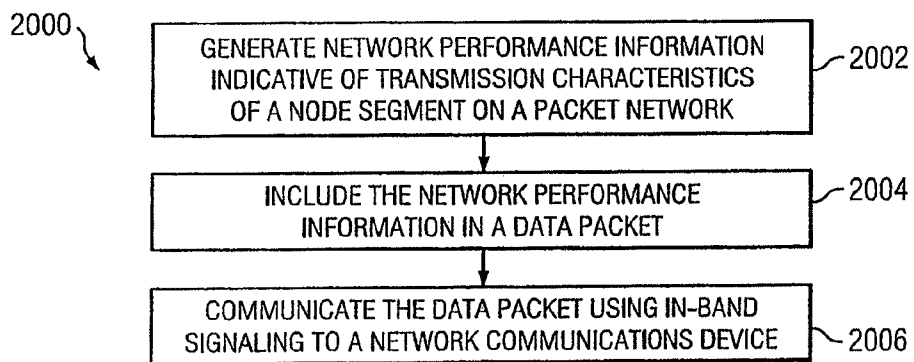 2000
GENERATE NETWORK PERFORMANCE INFORMATION
INDICATIVE OF TRANSMISSION CHARACTERISTICS
OF A NODE SEGMENT ON A PACKET NETWORK
2002
INCLUDE THE NETWORK PERFORMANCE
INFORMATION IN A DATA PACKET
2004
COMMUNICATE THE DATA PACKET USING IN-BAND
SIGNALING TO A NETWORK COMMUNICATIONS DEVICE
2006